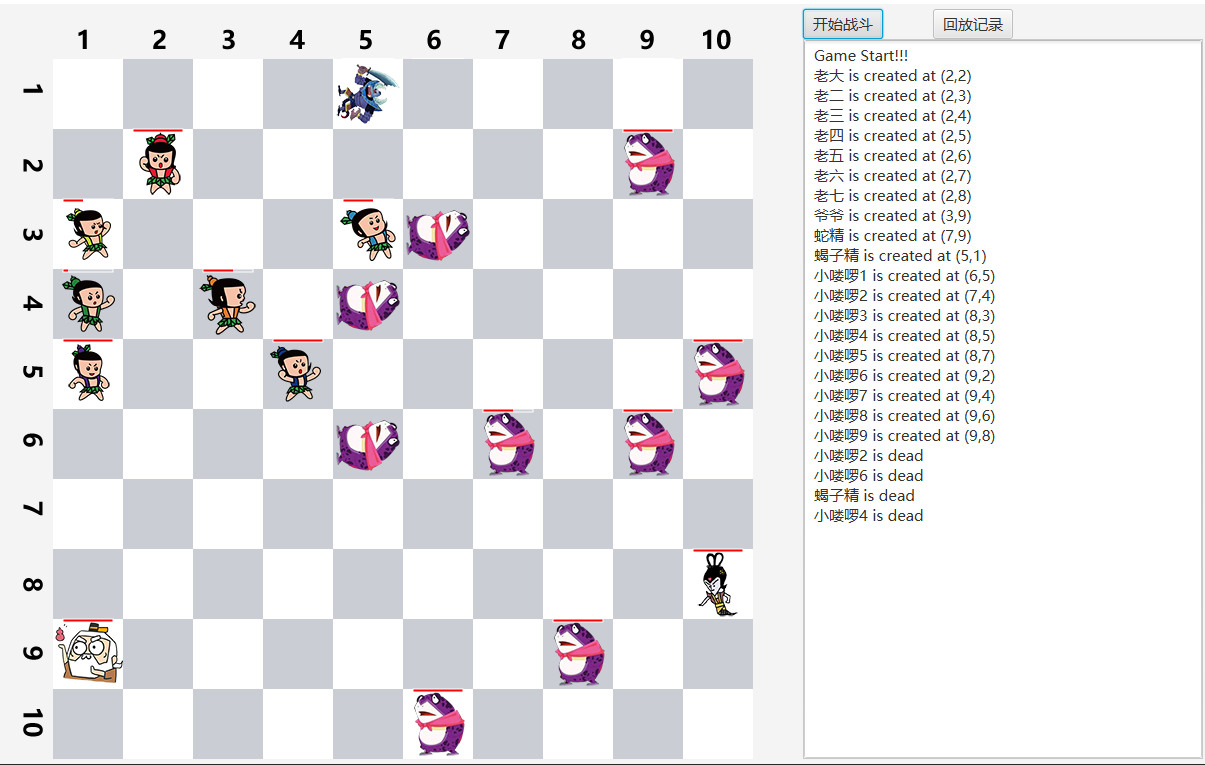 开始战斗 回放记录
1 2 3 4 5 6 7 8 9 10
1
2
3
4
5
6
7
8
9
10
Game Start!!!
老大 is created at (2,2)
老二 is created at (2,3)
老三 is created at (2,4)
老四 is created at (2,5)
老五 is created at (2,6)
老六 is created at (2,7)
老七 is created at (2,8)
爷爷 is created at (3,9)
蛇精 is created at (7,9)
蝎子精 is created at (5,1)
小喽啰1 is created at (6,5)
小喽啰2 is created at (7,4)
小喽啰3 is created at (8,3)
小喽啰4 is created at (8,5)
小喽啰5 is created at (8,7)
小喽啰6 is created at (9,2)
小喽啰7 is created at (9,4)
小喽啰8 is created at (9,6)
小喽啰9 is created at (9,8)
小喽啰2 is dead
小喽啰6 is dead
蝎子精 is dead
小喽啰4 is dead